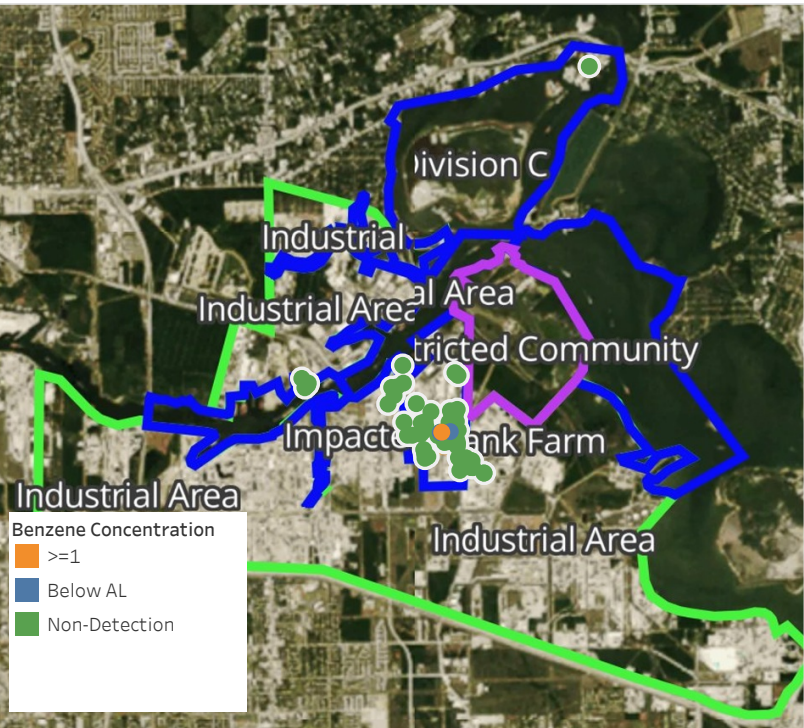 Division C
Industrial
al Area
Industrial Area
tricted Community
Impacte ank Farm
Industrial Area
Industrial Area
Benzene Concentration
>=1
Below AL
Non-Detection